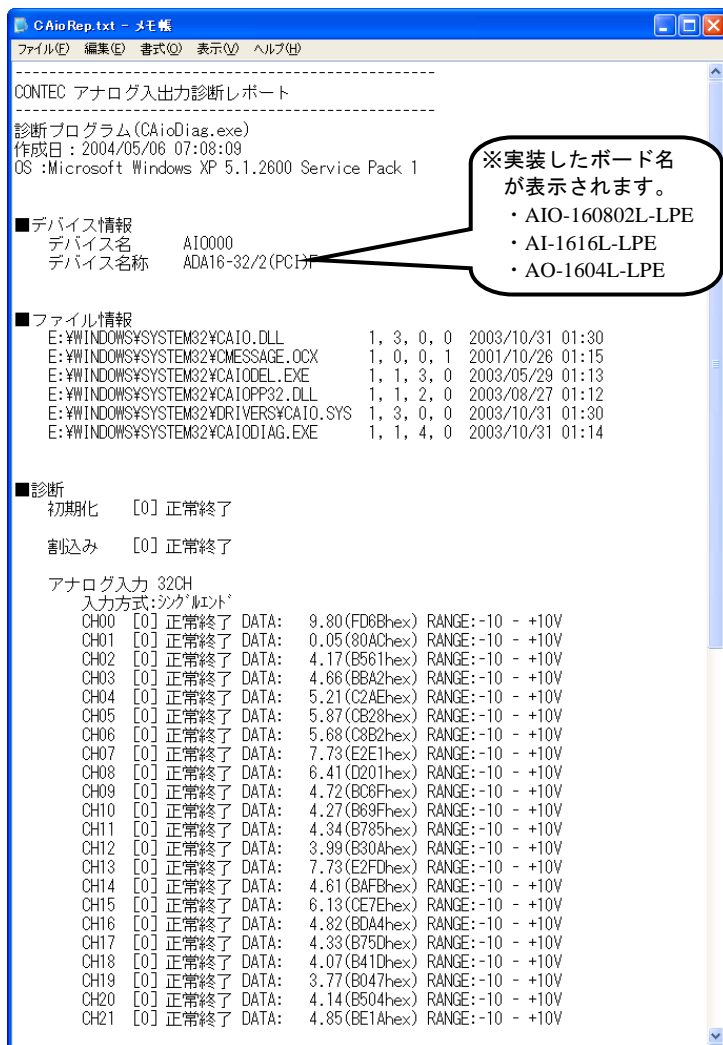 CAioRep.txt - メモ帳
ファイル(F) 編集(E) 書式(O) 表示(V) ヘルプ(H)
--------------------------------------------------
CONTEC アナログ入出力診断レポート
--------------------------------------------------
診断プログラム(CAioDiag.exe)
作成日：2004/05/06 07:08:09
OS :Microsoft Windows XP 5.1.2600 Service Pack 1
※実装したボード名
が表示されます。
・AIO-160802L-LPE
・AI-1616L-LPE
・AO-1604L-LPE
■デバイス情報
デバイス名 AIO000
デバイス名称 ADA16-32/2(PCI)F
■ファイル情報
E:¥WINDOWS¥SYSTEM32¥CAIO.DLL 1, 3, 0, 0 2003/10/31 01:30
E:¥WINDOWS¥SYSTEM32¥CMESSAGE.OCX 1, 0, 0, 1 2001/10/26 01:15
E:¥WINDOWS¥SYSTEM32¥CAIODEL.EXE 1, 1, 3, 0 2003/05/29 01:13
E:¥WINDOWS¥SYSTEM32¥CAIOPP32.DLL 1, 1, 2, 0 2003/08/27 01:12
E:¥WINDOWS¥SYSTEM32¥DRIVERS¥CAIO.SYS 1, 3, 0, 0 2003/10/31 01:30
E:¥WINDOWS¥SYSTEM32¥CAIODIAG.EXE 1, 1, 4, 0 2003/10/31 01:14
■診断
初期化 [0] 正常終了
割込み [0] 正常終了
アナログ入力 32CH
入力方式:ｼﾝｸﾞﾙｴﾝﾄﾞ
CH00 [0] 正常終了 DATA: 9.80(FD6Bhex) RANGE:-10 - +10V
CH01 [0] 正常終了 DATA: 0.05(80AChex) RANGE:-10 - +10V
CH02 [0] 正常終了 DATA: 4.17(B561hex) RANGE:-10 - +10V
CH03 [0] 正常終了 DATA: 4.66(BBA2hex) RANGE:-10 - +10V
CH04 [0] 正常終了 DATA: 5.21(C2AEhex) RANGE:-10 - +10V
CH05 [0] 正常終了 DATA: 5.87(CB28hex) RANGE:-10 - +10V
CH06 [0] 正常終了 DATA: 5.68(C8B2hex) RANGE:-10 - +10V
CH07 [0] 正常終了 DATA: 7.73(E2E1hex) RANGE:-10 - +10V
CH08 [0] 正常終了 DATA: 6.41(D201hex) RANGE:-10 - +10V
CH09 [0] 正常終了 DATA: 4.72(BC6Fhex) RANGE:-10 - +10V
CH10 [0] 正常終了 DATA: 4.27(B69Fhex) RANGE:-10 - +10V
CH11 [0] 正常終了 DATA: 4.34(B785hex) RANGE:-10 - +10V
CH12 [0] 正常終了 DATA: 3.99(B30Ahex) RANGE:-10 - +10V
CH13 [0] 正常終了 DATA: 7.73(E2FDhex) RANGE:-10 - +10V
CH14 [0] 正常終了 DATA: 4.61(BAFBhex) RANGE:-10 - +10V
CH15 [0] 正常終了 DATA: 6.13(CE7Ehex) RANGE:-10 - +10V
CH16 [0] 正常終了 DATA: 4.82(BDA4hex) RANGE:-10 - +10V
CH17 [0] 正常終了 DATA: 4.33(B75Dhex) RANGE:-10 - +10V
CH18 [0] 正常終了 DATA: 4.07(B41Dhex) RANGE:-10 - +10V
CH19 [0] 正常終了 DATA: 3.77(B047hex) RANGE:-10 - +10V
CH20 [0] 正常終了 DATA: 4.14(B504hex) RANGE:-10 - +10V
CH21 [0] 正常終了 DATA: 4.85(BE1Ahex) RANGE:-10 - +10V